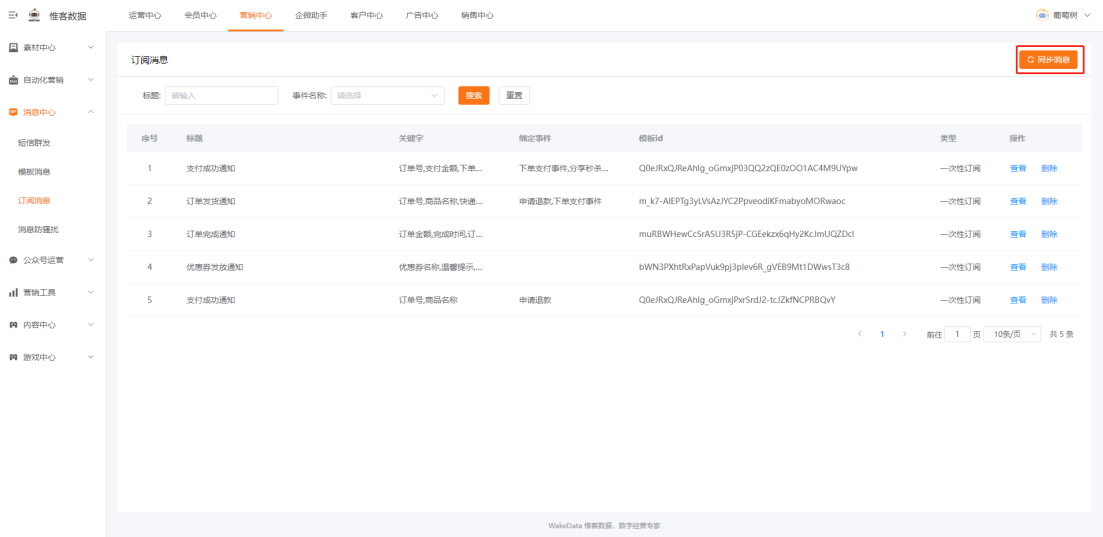 惟客数据 运营中心 会员中心 营销中心 企微助手 客户中心 广告中心 销售中心 葡萄树
素材中心
自动化营销
消息中心
短信群发
模板消息
订阅消息
消息防骚扰
公众号运营
营销工具
内容中心
游戏中心
订阅消息 同步消息
标题: 请输入 事件名称: 请选择 搜索 重置
序号 标题 关键字 绑定事件 模板id 类型 操作
1 支付成功通知 订单号,支付金额,下单... 下单支付事件,分享秒杀... Q0eJRxQJReAhlg_oGmxjP03QQ2zQE0zOO1AC4M9UYpw 一次性订阅 查看 删除
2 订单发货通知 订单号,商品名称,快递... 申请退款,下单支付事件 m_k7-AIEPTg3yLVsAzJYC2PpveodiKFmabyoMORwaoc 一次性订阅 查看 删除
3 订单完成通知 订单金额,完成时间,订... muRBWHewCcSrASU3R5jP-CGEekzx6qHy2KcJmUQZDcI 一次性订阅 查看 删除
4 优惠券发放通知 优惠券名称,温馨提示,... bWN3PXhtRxPapVuk9pj3plev6R_gVEB9Mt1DWwsT3c8 一次性订阅 查看 删除
5 支付成功通知 订单号,商品名称 申请退款 Q0eJRxQJReAhlg_oGmxjPxrSrdJ2-tcJZkfNCPRBQvY 一次性订阅 查看 删除
1 前往 1 页 10条/页 共 5 条
WakeData 惟客数据，数字经营专家